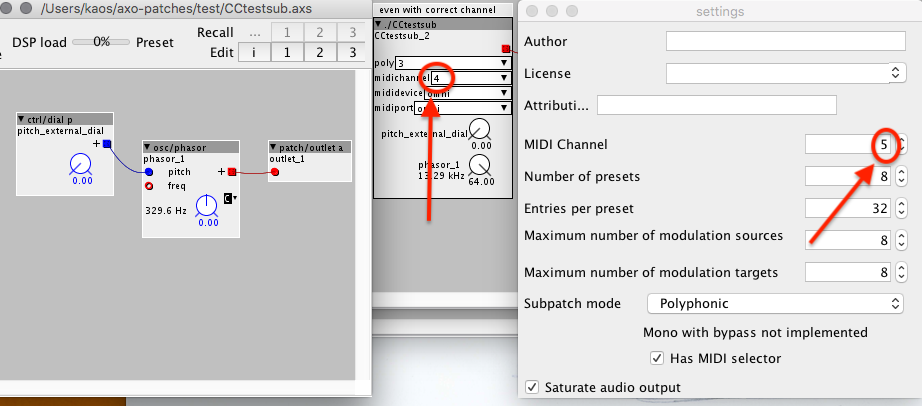 /Users/kaos/axo-patches/test/CCtestsub.axs
DSP load 0% Preset
Recall ... 1 2 3
Edit i 1 2 3
ctrl/dial p
pitch_external_dial
0.00
osc/phasor
phasor_1
pitch
freq
329.6 Hz
C
0.00
patch/outlet a
outlet_1
even with correct channel
./CCtestsub
CCtestsub_2
poly 3
midichannel 4
mididevice omni
midiport omni
pitch_external_dial
0.00
phasor_1
13.29 kHz
64.00
settings
Author
License
Attributi...
MIDI Channel 5
Number of presets 8
Entries per preset 32
Maximum number of modulation sources 8
Maximum number of modulation targets 8
Subpatch mode Polyphonic
Mono with bypass not implemented
Has MIDI selector
Saturate audio output